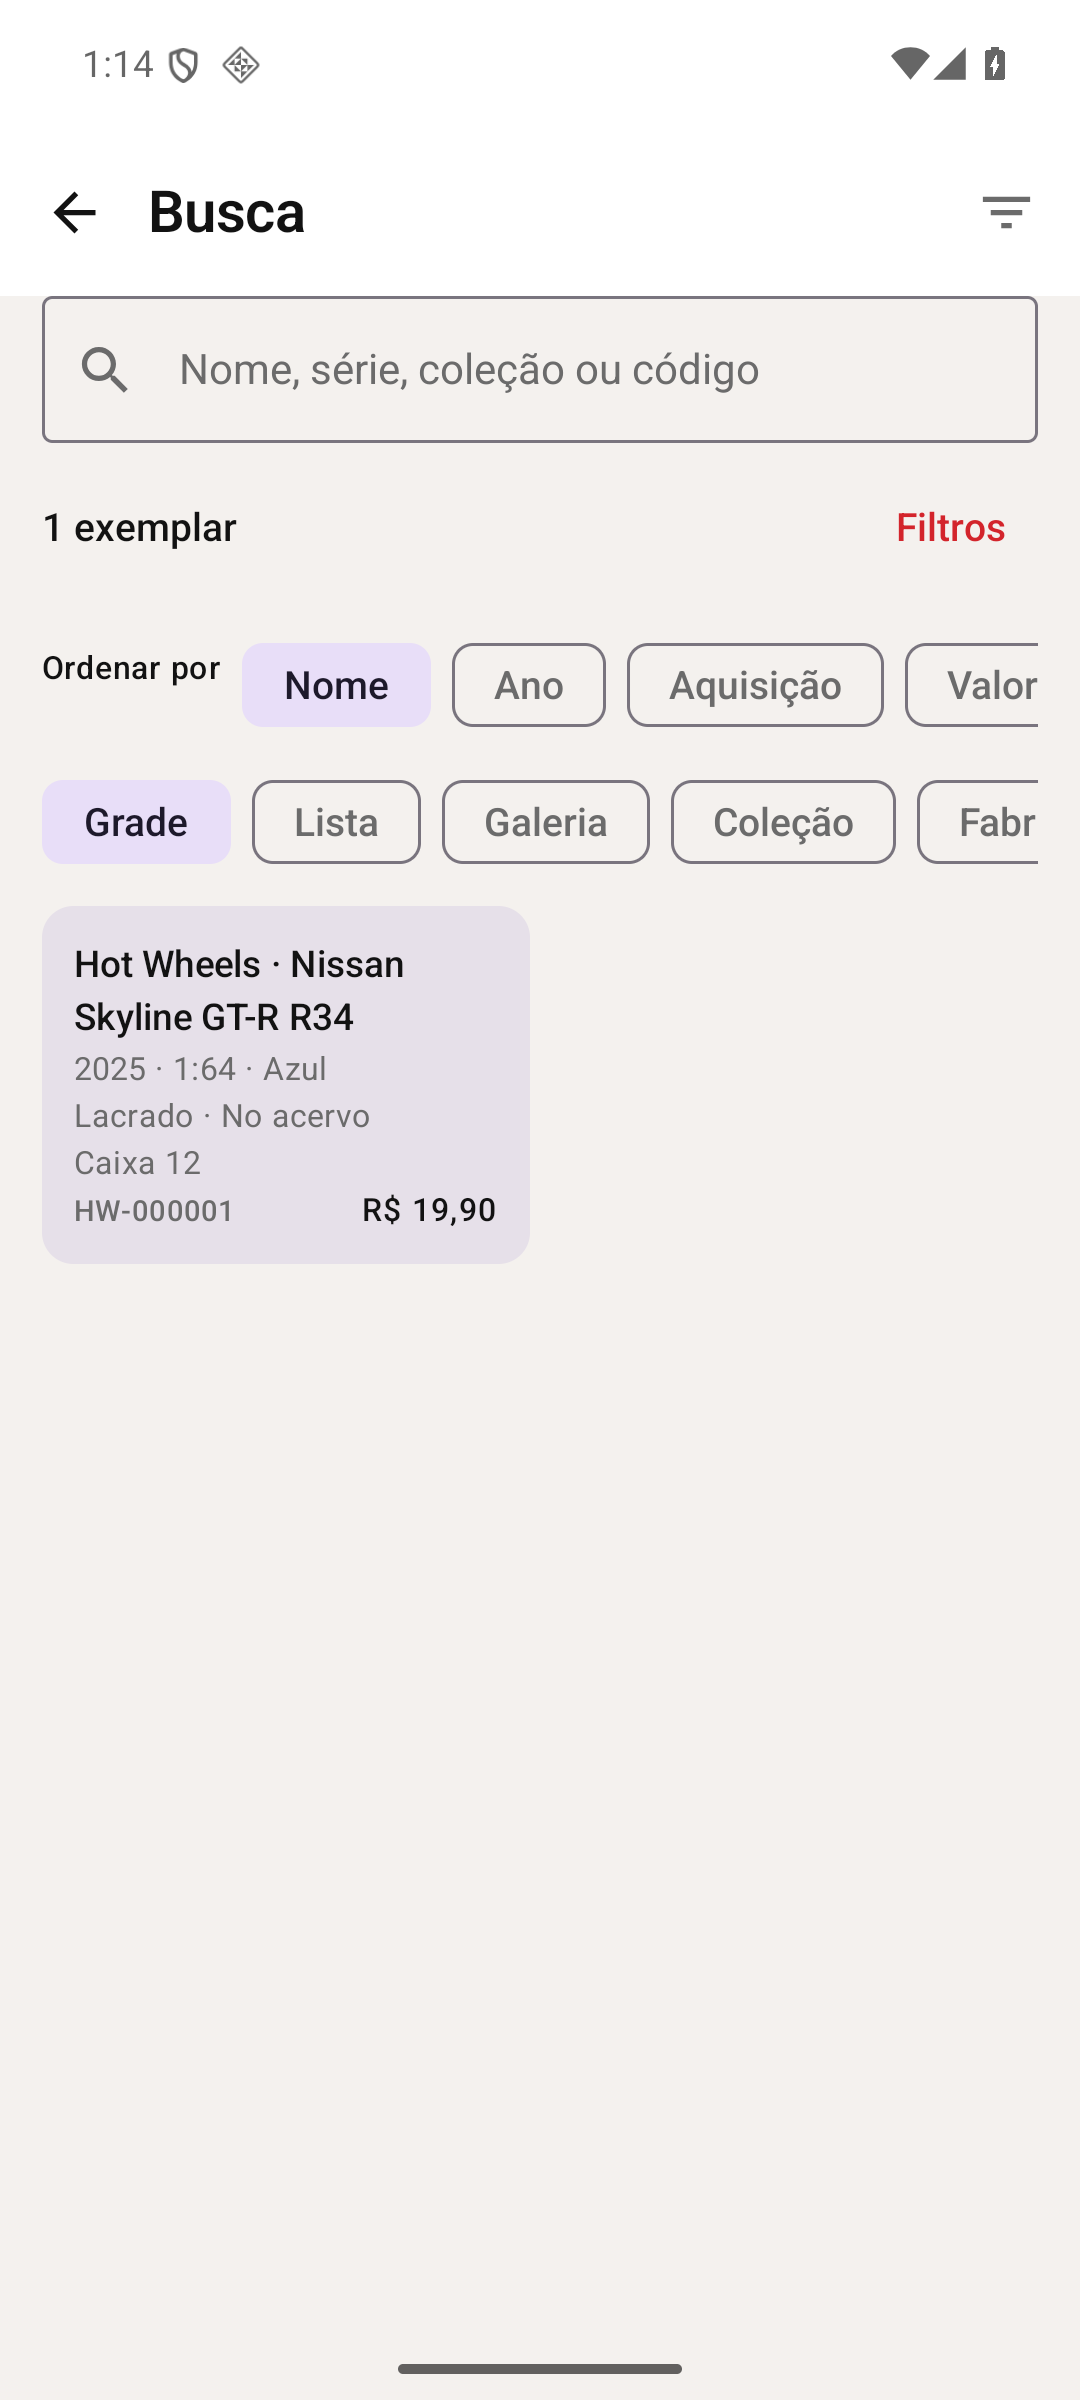 1:14
Busca
Nome, série, coleção ou código
1 exemplar
Filtros
Ordenar por
Nome
Ano
Aquisição
Valor
Grade
Lista
Galeria
Coleção
Fabr
Hot Wheels · Nissan
Skyline GT-R R34
2025 · 1:64 · Azul
Lacrado · No acervo
Caixa 12
HW-000001
R$ 19,90